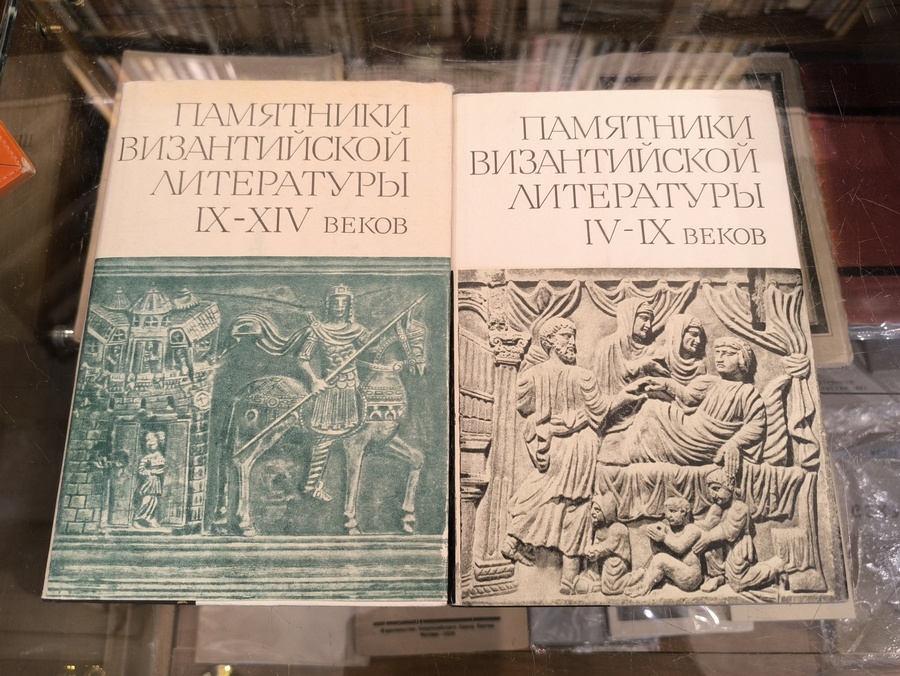 ПАМЯТНИКИ
ВИЗАНТИЙСКОЙ
ЛИТЕРАТУРЫ
IX-XIV ВЕКОВ
ПАМЯТНИКИ
ВИЗАНТИЙСКОЙ
ЛИТЕРАТУРЫ
IV-IX ВЕКОВ